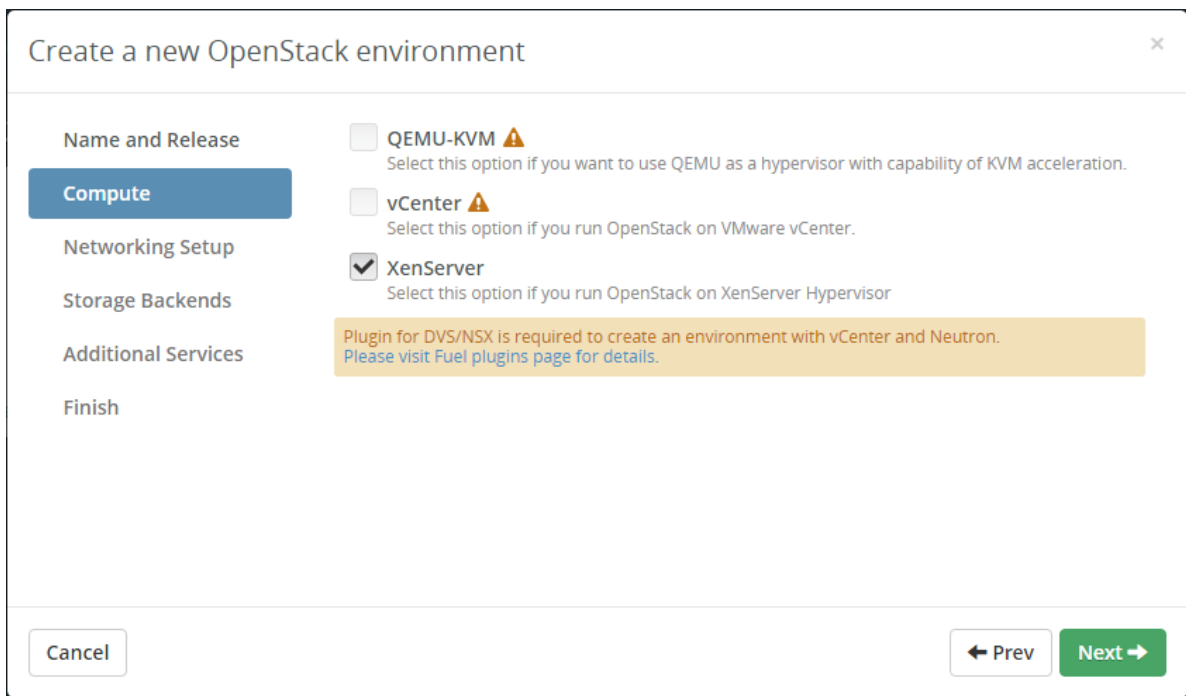 Create a new OpenStack environment
×
Name and Release
Compute
Networking Setup
Storage Backends
Additional Services
Finish
QEMU-KVM
Select this option if you want to use QEMU as a hypervisor with capability of KVM acceleration.
vCenter
Select this option if you run OpenStack on VMware vCenter.
XenServer
Select this option if you run OpenStack on XenServer Hypervisor
Plugin for DVS/NSX is required to create an environment with vCenter and Neutron.
Please visit Fuel plugins page for details.
Cancel
Prev
Next